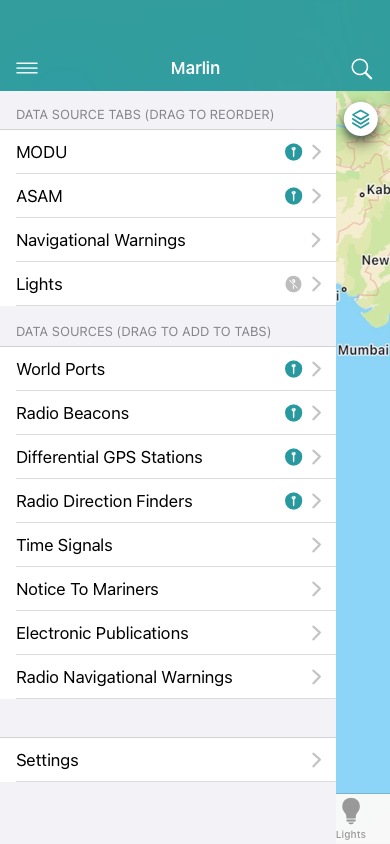 Marlin
DATA SOURCE TABS (DRAG TO REORDER)
MODU
ASAM
Navigational Warnings
Lights
DATA SOURCES (DRAG TO ADD TO TABS)
World Ports
Radio Beacons
Differential GPS Stations
Radio Direction Finders
Time Signals
Notice To Mariners
Electronic Publications
Radio Navigational Warnings
Settings
Kab
New
i
Mumbai
Lights